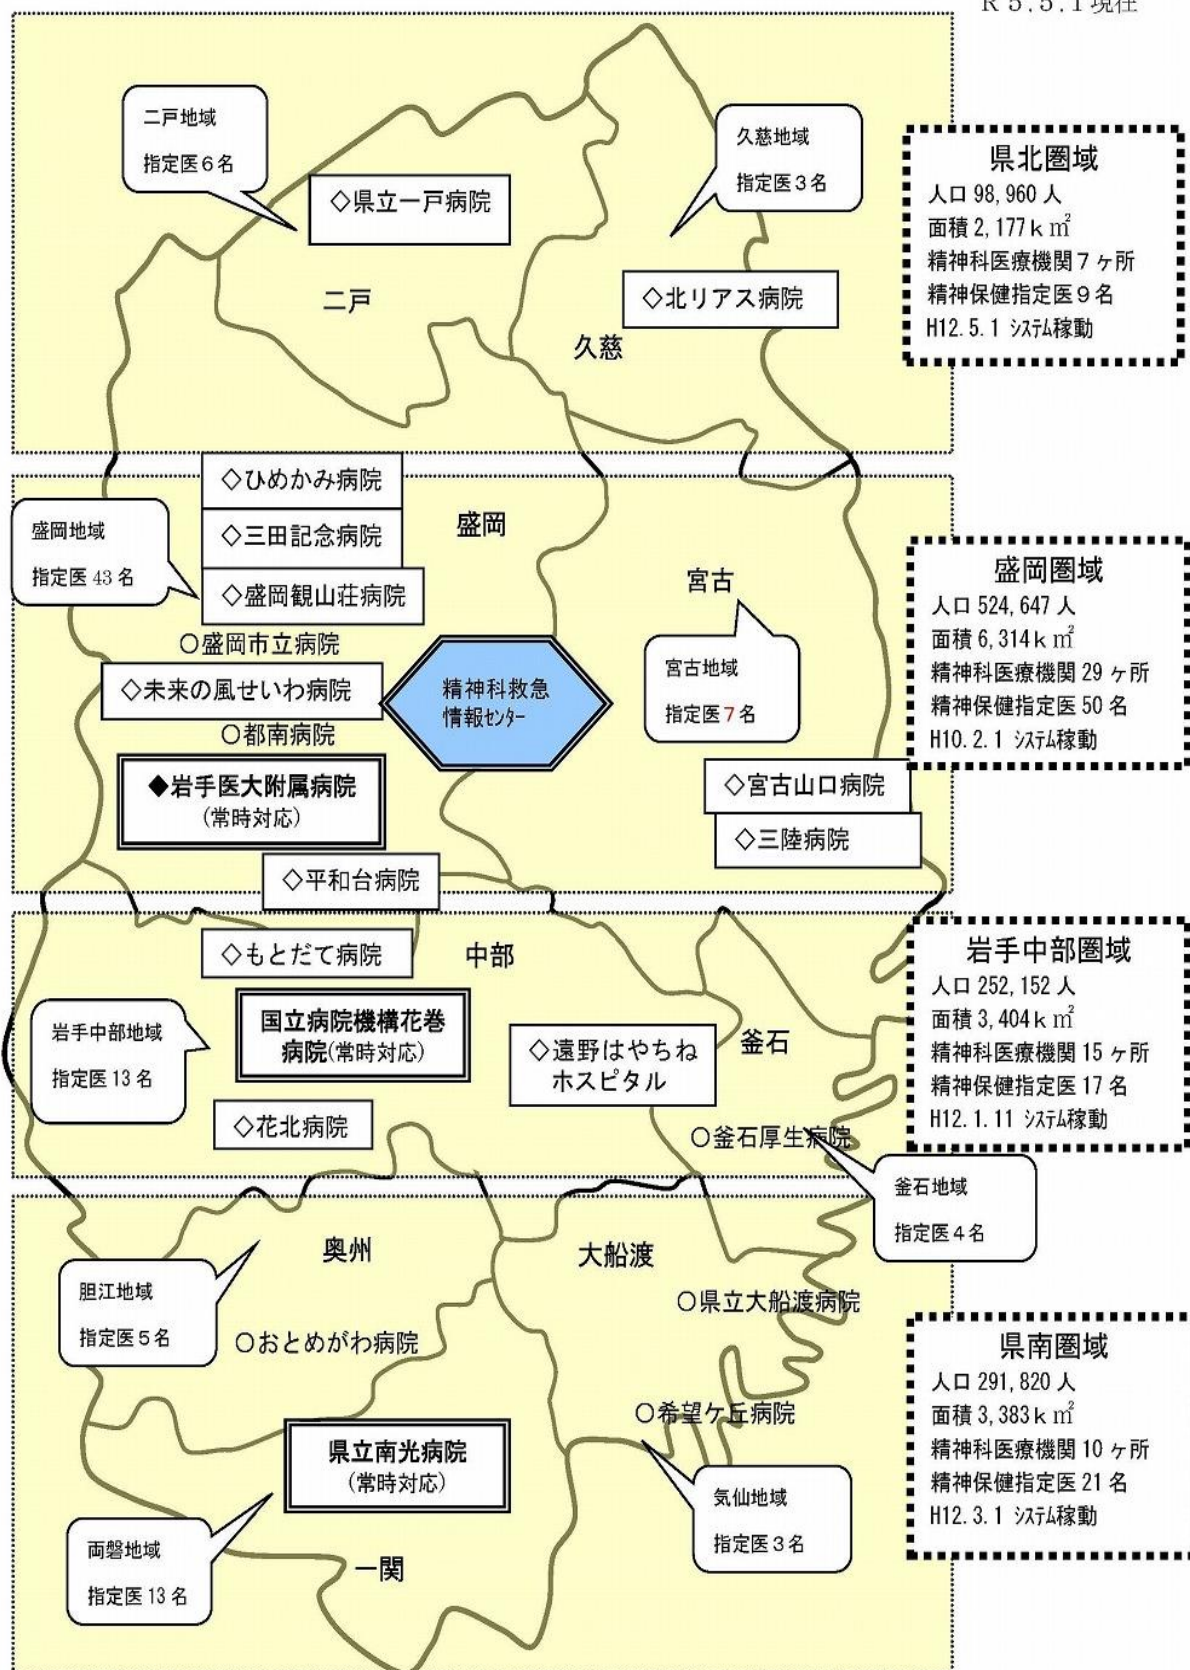 R 5.5.1現在
二戸地域
指定医6名
久慈地域
指定医3名
◇県立一戸病院
◇北リアス病院
二戸
久慈
県北圏域
人口 98,960 人
面積 2,177k㎡
精神科医療機関 7 ヶ所
精神保健指定医 9 名
H12.5.1 システム稼動
◇ひめかみ病院
盛岡地域
指定医 43 名
◇三田記念病院
盛岡
◇盛岡観山荘病院
宮古
○盛岡市立病院
宮古地域
指定医7名
◇未来の風せいわ病院
精神科救急
情報センター
○都南病院
◆岩手医大附属病院
(常時対応)
◇宮古山口病院
◇三陸病院
◇平和台病院
盛岡圏域
人口 524,647 人
面積 6,314k㎡
精神科医療機関 29 ヶ所
精神保健指定医 50 名
H10.2.1 システム稼動
◇もとだて病院
中部
岩手中部地域
指定医 13 名
国立病院機構花巻
病院(常時対応)
◇遠野はやちね
ホスピタル
釜石
◇花北病院
○釜石厚生病院
釜石地域
指定医4名
岩手中部圏域
人口 252,152 人
面積 3,404k㎡
精神科医療機関 15 ヶ所
精神保健指定医 17 名
H12.1.11 システム稼動
奥州
大船渡
胆江地域
指定医5名
○県立大船渡病院
○おとめがわ病院
○希望ケ丘病院
県立南光病院
(常時対応)
気仙地域
指定医3名
両磐地域
指定医 13 名
一関
県南圏域
人口 291,820 人
面積 3,383k㎡
精神科医療機関 10 ヶ所
精神保健指定医 21 名
H12.3.1 システム稼動